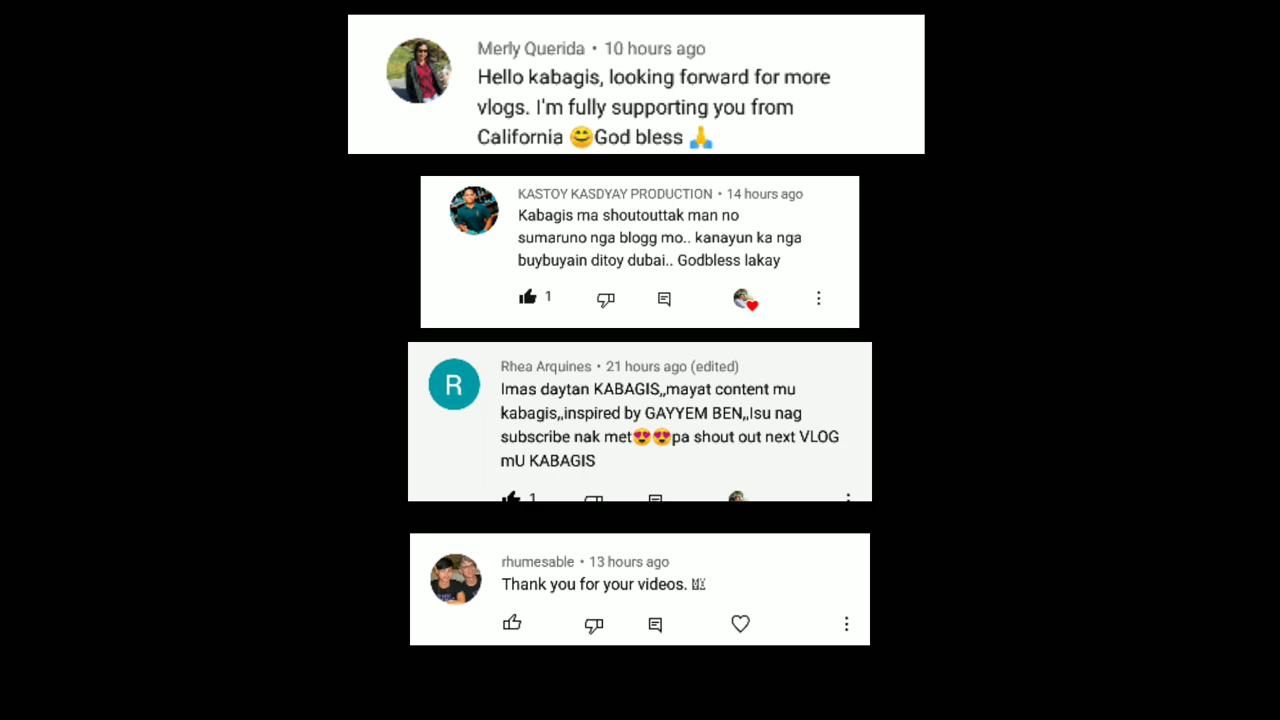 Merly Querida • 10 hours ago
Hello kabagis, looking forward for more
vlogs. I'm fully supporting you from
California 😊God bless 🙏
KASTOY KASDYAY PRODUCTION • 14 hours ago
Kabagis ma shoutouttak man no
sumaruno nga blogg mo.. kanayun ka nga
buybuyain ditoy dubai.. Godbless lakay
1
R
Rhea Arquines • 21 hours ago (edited)
Imas daytan KABAGIS,,mayat content mu
kabagis,,inspired by GAYYEM BEN,,Isu nag
subscribe nak met😍😍pa shout out next VLOG
mU KABAGIS
1
rhumesable • 13 hours ago
Thank you for your videos.